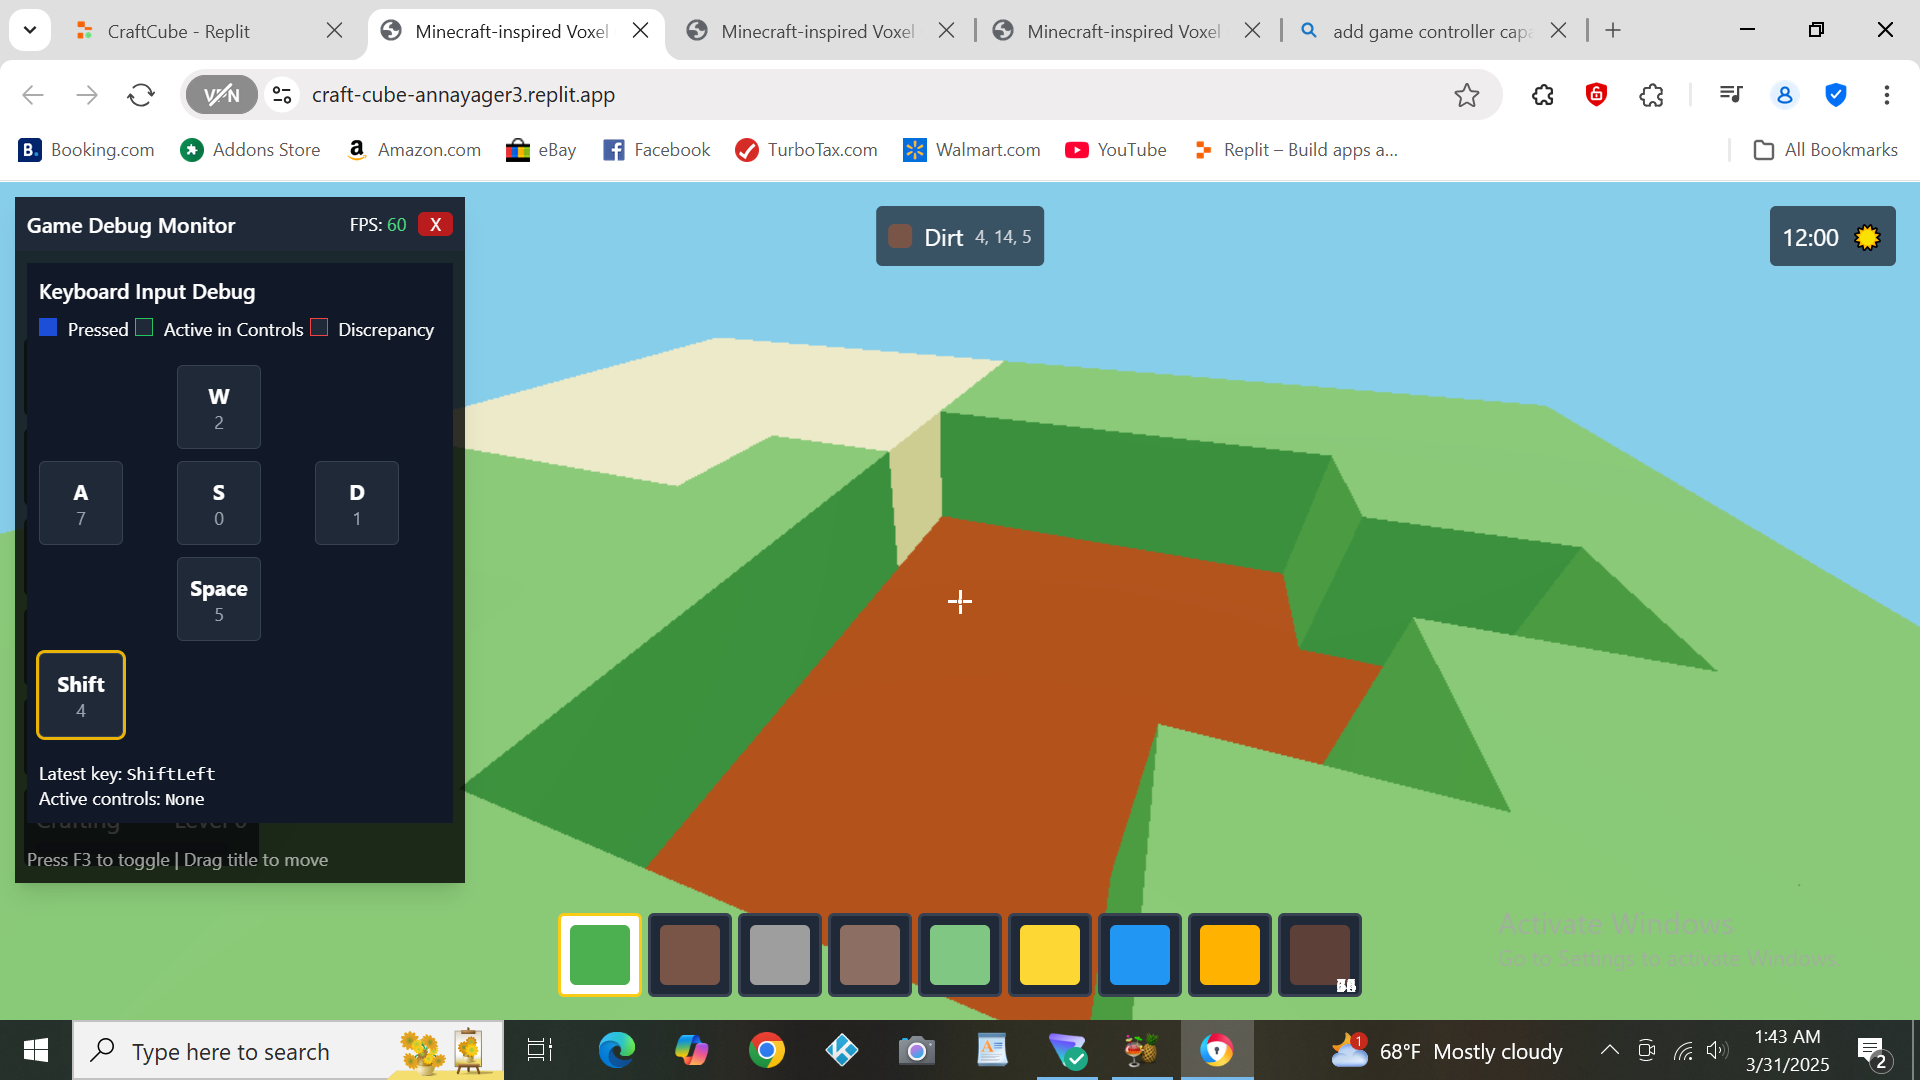 CraftCube - Replit
Minecraft-inspired Voxel
Minecraft-inspired Voxel
Minecraft-inspired Voxel
add game controller capa
VPN
craft-cube-annayager3.replit.app
B. Booking.com
Addons Store
a Amazon.com
eBay
Facebook
TurboTax.com
Walmart.com
YouTube
Replit – Build apps a...
All Bookmarks
Game Debug Monitor
FPS: 60
X
Keyboard Input Debug
Pressed
Active in Controls
Discrepancy
W
2
A
7
S
0
D
1
Space
5
Shift
4
Latest key: ShiftLeft
Active controls: None
Crafting
Press F3 to toggle | Drag title to move
Dirt 4, 14, 5
12:00
Activate Windows
Go to Settings to activate Windows.
Type here to search
1
68°F Mostly cloudy
1:43 AM
3/31/2025
2